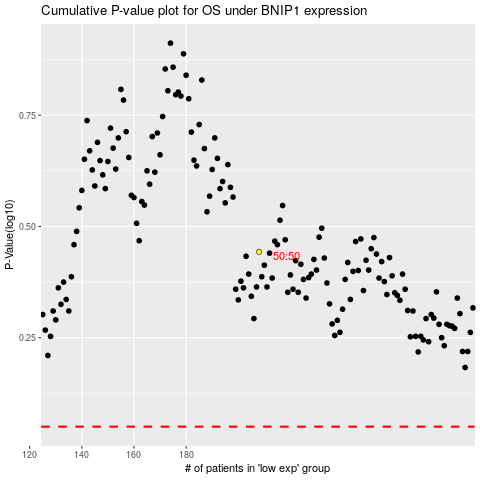 Cumulative P-value plot for OS under BNIP1 expression
P-Value(log10)
0.75
0.50
0.25
50:50
120 140 160 180
# of patients in 'low exp' group